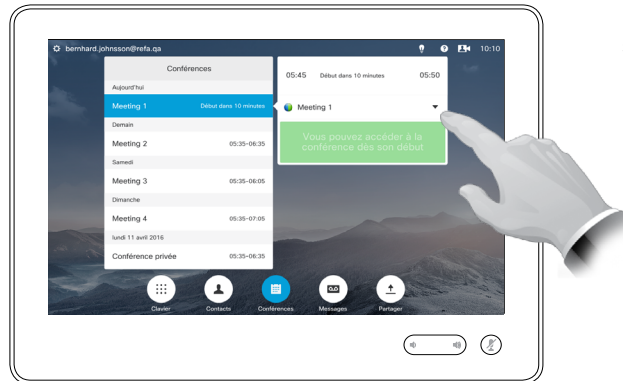 bernhard.johnsson@refa.qa
10:10
Conférences
Aujourd'hui
Meeting 1 Début dans 10 minutes
Demain
Meeting 2 05:35-06:35
Samedi
Meeting 3 05:35-06:05
Dimanche
Meeting 4 05:35-07:05
lundi 11 avril 2016
Conférence privée 05:35-06:35
05:45 Début dans 10 minutes 05:50
Meeting 1
Vous pouvez accéder à la
conférence dès son début
Clavier Contacts Conférences Messages Partager